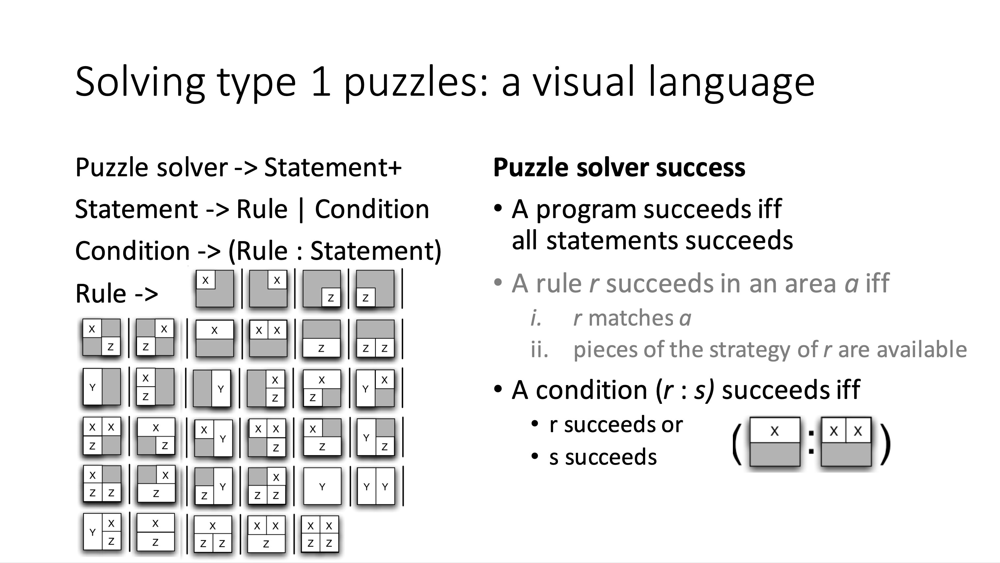 Solving type 1 puzzles: a visual language
Puzzle solver -> Statement+
Statement -> Rule | Condition
Condition -> (Rule : Statement)
Rule ->
X | X | Z | Z |
X Z | X Z | X | X X | Z | Z Z |
Y | X Z | Y | X Z | X Z | Y X |
X X Z | X Z | X Y | X X Z | X Z | Y Z |
X Z Z | X Z | Z Y | X Z Z | Y | Y Y |
Y X Z | X Z | X Z Z | X X Z | X X Z Z
Puzzle solver success
• A program succeeds iff
all statements succeeds
• A rule r succeeds in an area a iff
i. r matches a
ii. pieces of the strategy of r are available
• A condition (r : s) succeeds iff
• r succeeds or
• s succeeds
( X : X X )